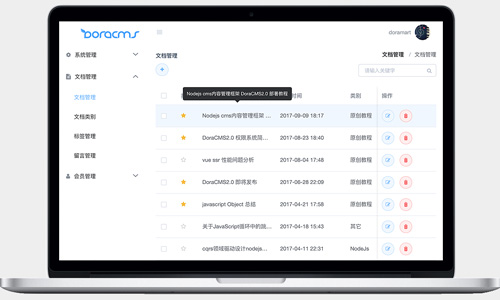 DoraCMS
doramart
系统管理
文档管理
文档管理 / 文档管理
文档管理
请输入关键字
文档类别
标签管理
留言管理
会员管理
Nodejs cms内容管理框架 DoraCMS2.0 部署教程
时间 类别 操作
Nodejs cms内容管理框架 ... 2017-09-09 18:17 原创教程
DoraCMS2.0 权限系统简... 2017-08-23 18:40 原创教程
vue ssr 性能问题分析 2017-08-04 17:48 原创教程
DoraCMS2.0 即将发布 2017-06-28 22:09 原创教程
javascript Object 总结 2017-04-21 17:58 原创教程
关于JavaScript循环中的跳... 2017-04-18 15:43 其它
cqrs领域驱动设计nodejs... 2017-04-11 22:31 NodeJs